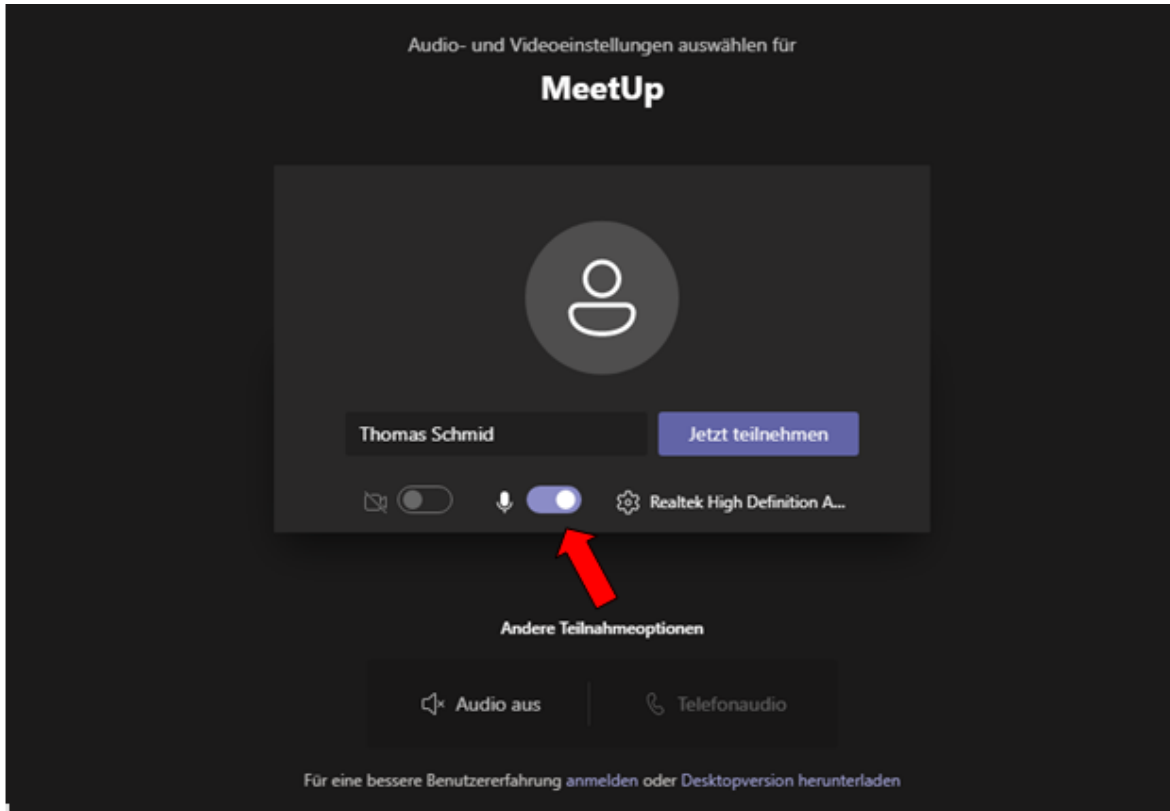 Audio- und Videoeinstellungen auswählen für
MeetUp
Thomas Schmid
Jetzt teilnehmen
Realtek High Definition A...
Andere Teilnahmeoptionen
Audio aus
Telefonaudio
Für eine bessere Benutzererfahrung anmelden oder Desktopversion herunterladen